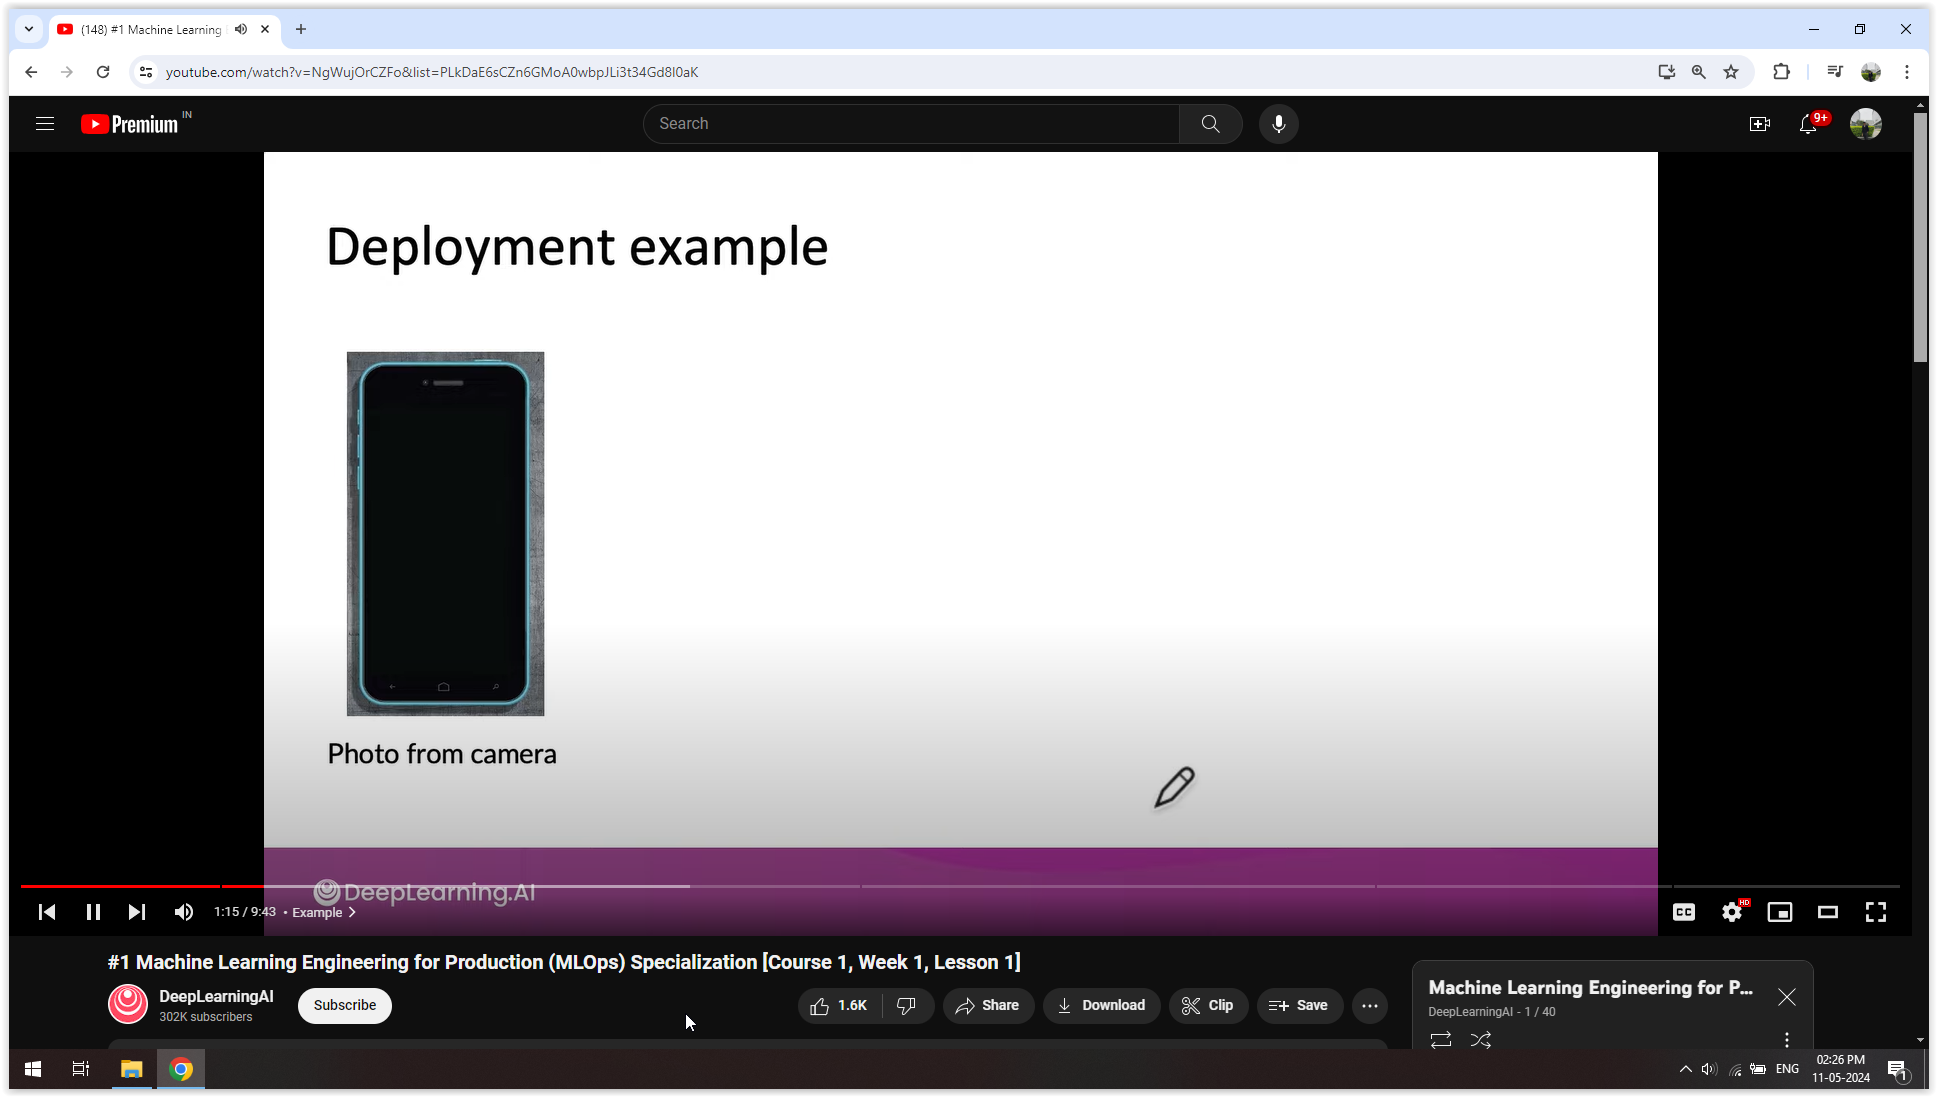 (148) #1 Machine Learning
youtube.com/watch?v=NgWujOrCZFo&list=PLkDaE6sCZn6GMoA0wbpJLi3t34Gd8l0aK
Premium IN
Search
9+
Deployment example
Photo from camera
DeepLearning.AI
1:15 / 9:43 • Example
CC
HD
#1 Machine Learning Engineering for Production (MLOps) Specialization [Course 1, Week 1, Lesson 1]
DeepLearningAI
302K subscribers
Subscribe
1.6K
Share
Download
Clip
Save
Machine Learning Engineering for P...
DeepLearningAI - 1 / 40
ENG
02:26 PM
11-05-2024
1